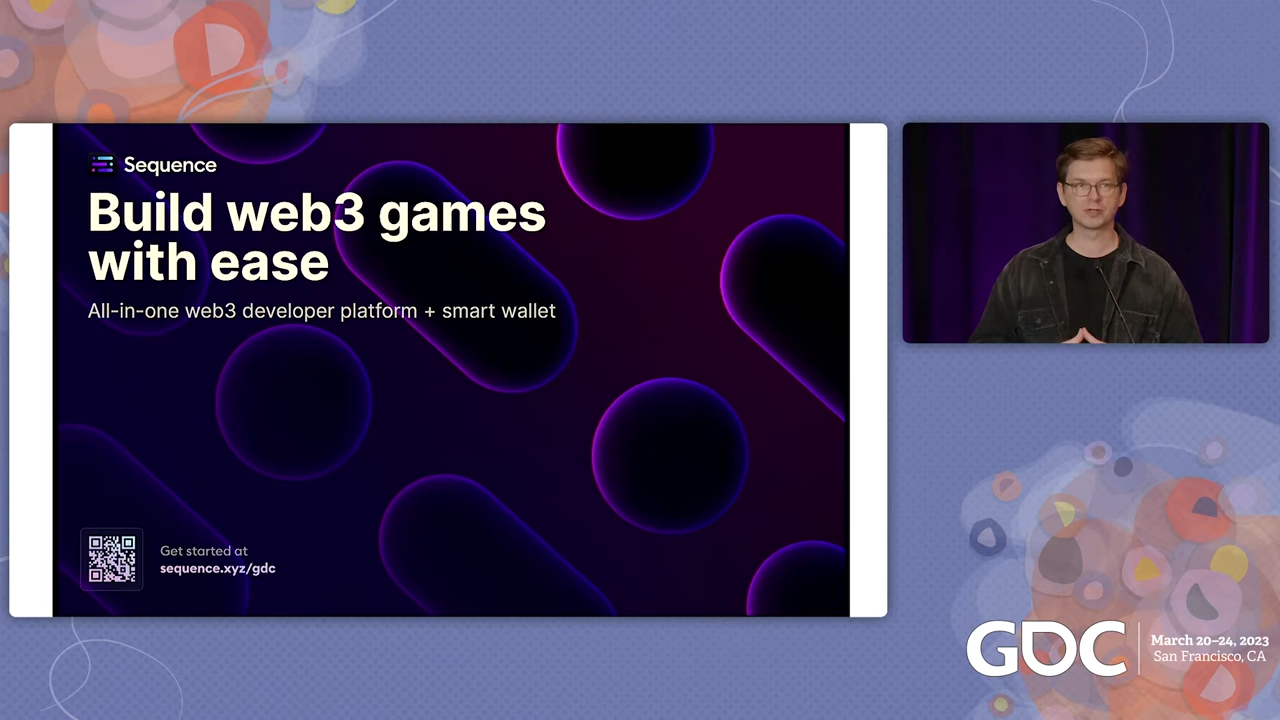 Sequence
Build web3 games
with ease
All-in-one web3 developer platform + smart wallet
Get started at
sequence.xyz/gdc
GDC
March 20–24, 2023
San Francisco, CA